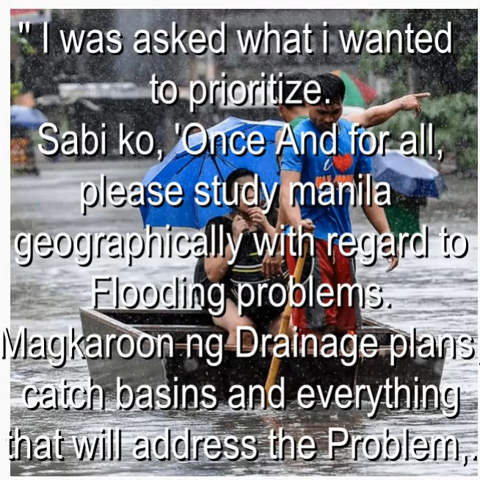 " I was asked what i wanted
to prioritize.
Sabi ko, 'Once And for all,
please study manila
geographically with regard to
Flooding problems.
Magkaroon ng Drainage plans,
catch basins and everything
that will address the Problem,.